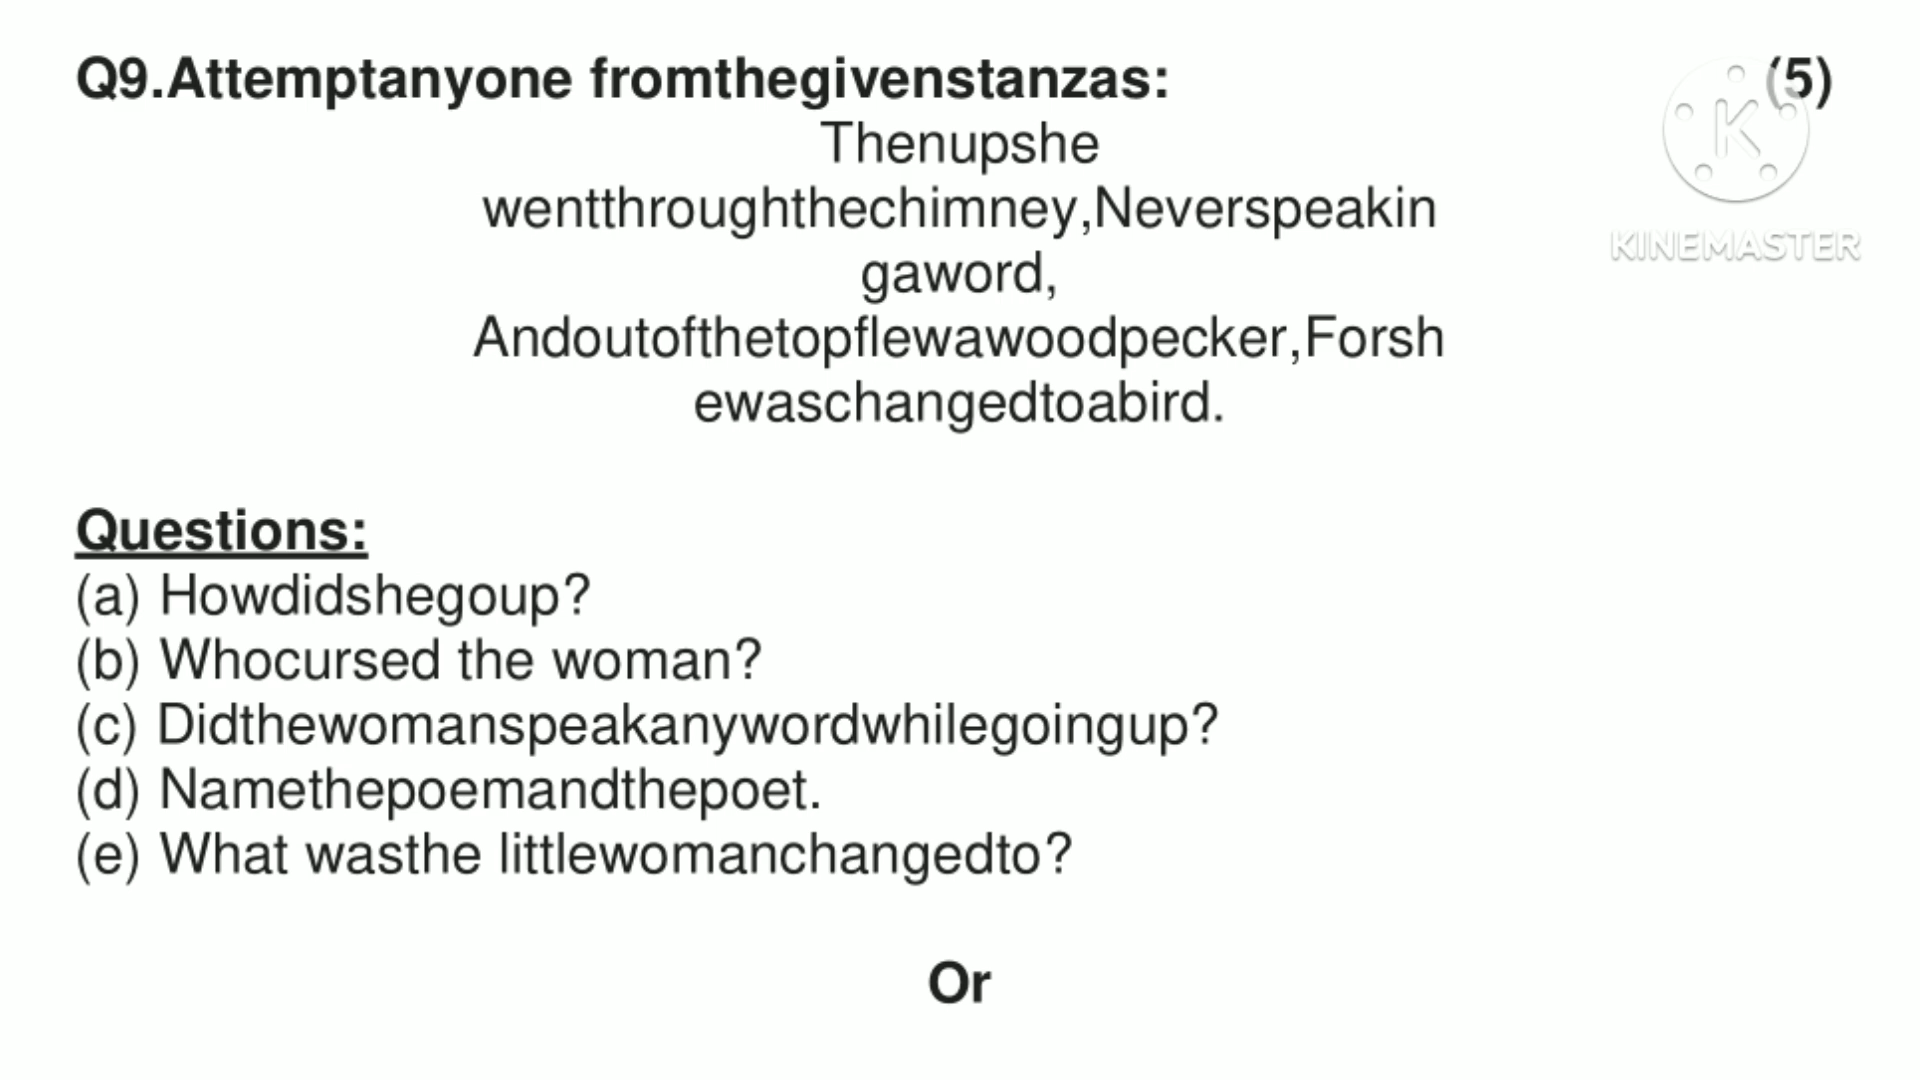 Q9.Attemptanyone fromthegivenstanzas: (5)
Thenupshe
wentthroughthechimney,Neverspeakin
gaword,
Andoutofthetopflewawoodpecker,Forsh
ewaschangedtoabird.
K
KINEMASTER
Questions:
(a) Howdidshegoup?
(b) Whocursed the woman?
(c) Didthewomanspeakanywordwhilegoingup?
(d) Namethepoemandthepoet.
(e) What wasthe littlewomanchangedto?
Or